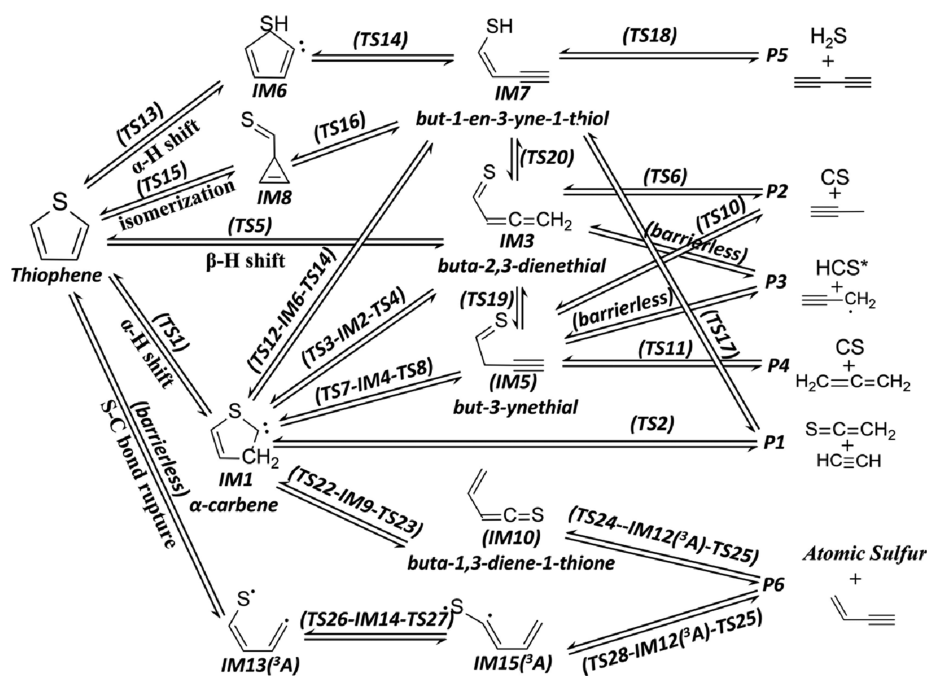 SH
:
IM6
(TS14)
SH
IM7
but-1-en-3-yne-1-thiol
(TS18)
P5
H₂S
+
(TS13)
α-H shift
S
IM8
(TS16)
(TS15)
isomerization
(TS20)
S
Thiophene
(TS5)
β-H shift
S
C=CH₂
IM3
buta-2,3-dienethial
(TS6)
P2
CS
+
(TS10)
(barrierless)
P3
HCS*
+
CH₂
(TS1)
α-H shift
(TS12-IM6-TS14)
(TS3-IM2-TS4)
(TS19)
S
(IM5)
but-3-ynethial
(barrierless)
(TS17)
(TS11)
P4
CS
+
H₂C=C=CH₂
(TS7-IM4-TS8)
(barrierless)
S-C bond rupture
S
:
CH₂
IM1
α-carbene
(TS2)
P1
S=C=CH₂
+
HC≡CH
(TS22-IM9-TS23)
C=S
(IM10)
buta-1,3-diene-1-thione
(TS24--IM12(³A)-TS25)
P6
Atomic Sulfur
+
S•
IM13(³A)
(TS26-IM14-TS27)
•S
IM15(³A)
(TS28-IM12(³A)-TS25)